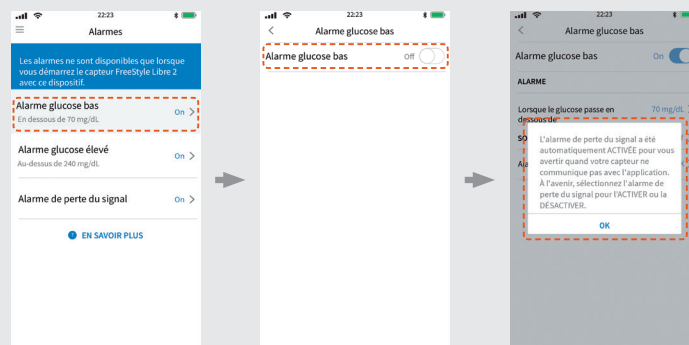 22:23
Alarmes
Les alarmes ne sont disponibles que lorsque
vous démarrez le capteur FreeStyle Libre 2
avec ce dispositif.
Alarme glucose bas
En dessous de 70 mg/dL
On
Alarme glucose élevé
Au-dessus de 240 mg/dL
On
Alarme de perte du signal
On
EN SAVOIR PLUS
22:23
Alarme glucose bas
Alarme glucose bas
Off
22:23
Alarme glucose bas
Alarme glucose bas
On
ALARME
Lorsque le glucose passe en
dessous de
70 mg/dL
L'alarme de perte du signal a été
automatiquement ACTIVÉE pour vous
avertir quand votre capteur ne
communique pas avec l'application.
À l'avenir, sélectionnez l'alarme de
perte du signal pour l'ACTIVER ou la
DÉSACTIVER.
OK